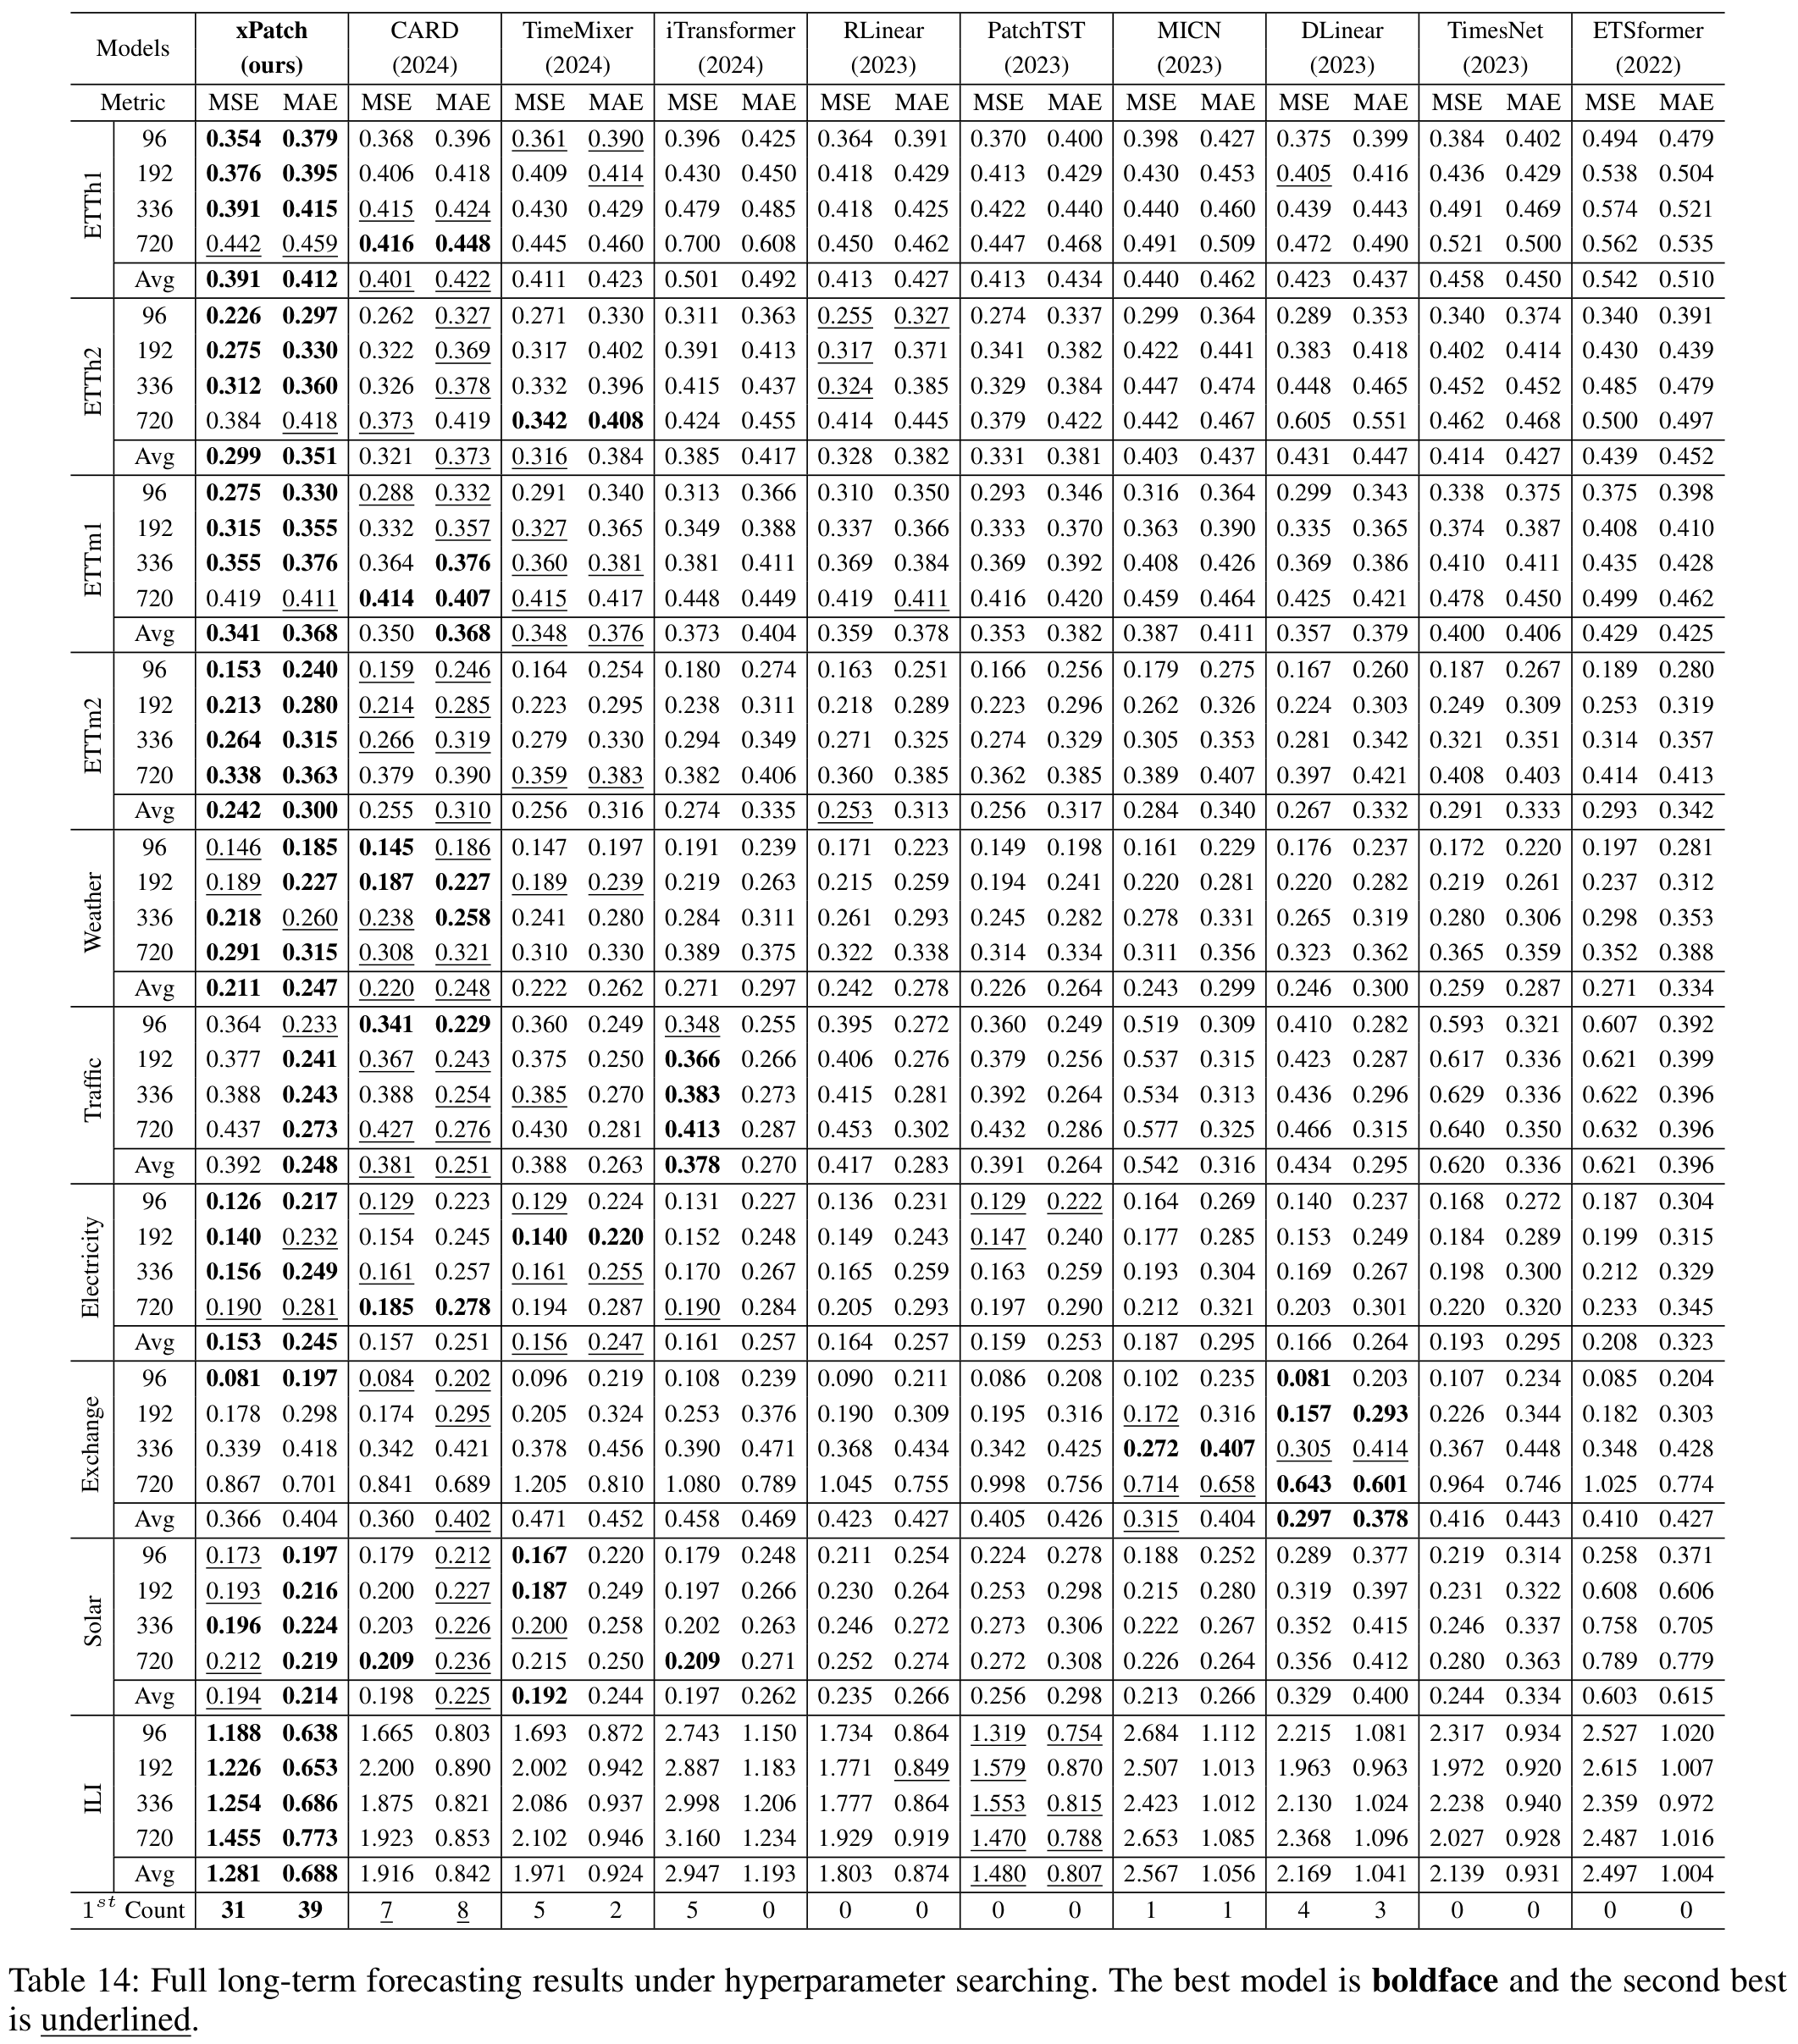 Models xPatch CARD TimeMixer iTransformer RLinear PatchTST MICN DLinear TimesNet ETSformer
(ours) (2024) (2024) (2024) (2023) (2023) (2023) (2023) (2023) (2022)
Metric MSE MAE MSE MAE MSE MAE MSE MAE MSE MAE MSE MAE MSE MAE MSE MAE MSE MAE MSE MAE
ETTh1
96 0.354 0.379 0.368 0.396 0.361 0.390 0.396 0.425 0.364 0.391 0.370 0.400 0.398 0.427 0.375 0.399 0.384 0.402 0.494 0.479
192 0.376 0.395 0.406 0.418 0.409 0.414 0.430 0.450 0.418 0.429 0.413 0.429 0.430 0.453 0.405 0.416 0.436 0.429 0.538 0.504
336 0.391 0.415 0.415 0.424 0.430 0.429 0.479 0.485 0.418 0.425 0.422 0.440 0.440 0.460 0.439 0.443 0.491 0.469 0.574 0.521
720 0.442 0.459 0.416 0.448 0.445 0.460 0.700 0.608 0.450 0.462 0.447 0.468 0.491 0.509 0.472 0.490 0.521 0.500 0.562 0.535
Avg 0.391 0.412 0.401 0.422 0.411 0.423 0.501 0.492 0.413 0.427 0.413 0.434 0.440 0.462 0.423 0.437 0.458 0.450 0.542 0.510
ETTh2
96 0.226 0.297 0.262 0.327 0.271 0.330 0.311 0.363 0.255 0.327 0.274 0.337 0.299 0.364 0.289 0.353 0.340 0.374 0.340 0.391
192 0.275 0.330 0.322 0.369 0.317 0.402 0.391 0.413 0.317 0.371 0.341 0.382 0.422 0.441 0.383 0.418 0.402 0.414 0.430 0.439
336 0.312 0.360 0.326 0.378 0.332 0.396 0.415 0.437 0.324 0.385 0.329 0.384 0.447 0.474 0.448 0.465 0.452 0.452 0.485 0.479
720 0.384 0.418 0.373 0.419 0.342 0.408 0.424 0.455 0.414 0.445 0.379 0.422 0.442 0.467 0.605 0.551 0.462 0.468 0.500 0.497
Avg 0.299 0.351 0.321 0.373 0.316 0.384 0.385 0.417 0.328 0.382 0.331 0.381 0.403 0.437 0.431 0.447 0.414 0.427 0.439 0.452
ETTm1
96 0.275 0.330 0.288 0.332 0.291 0.340 0.313 0.366 0.310 0.350 0.293 0.346 0.316 0.364 0.299 0.343 0.338 0.375 0.375 0.398
192 0.315 0.355 0.332 0.357 0.327 0.365 0.349 0.388 0.337 0.366 0.333 0.370 0.363 0.390 0.335 0.365 0.374 0.387 0.408 0.410
336 0.355 0.376 0.364 0.376 0.360 0.381 0.381 0.411 0.369 0.384 0.369 0.392 0.408 0.426 0.369 0.386 0.410 0.411 0.435 0.428
720 0.419 0.411 0.414 0.407 0.415 0.417 0.448 0.449 0.419 0.411 0.416 0.420 0.459 0.464 0.425 0.421 0.478 0.450 0.499 0.462
Avg 0.341 0.368 0.350 0.368 0.348 0.376 0.373 0.404 0.359 0.378 0.353 0.382 0.387 0.411 0.357 0.379 0.400 0.406 0.429 0.425
ETTm2
96 0.153 0.240 0.159 0.246 0.164 0.254 0.180 0.274 0.163 0.251 0.166 0.256 0.179 0.275 0.167 0.260 0.187 0.267 0.189 0.280
192 0.213 0.280 0.214 0.285 0.223 0.295 0.238 0.311 0.218 0.289 0.223 0.296 0.262 0.326 0.224 0.303 0.249 0.309 0.253 0.319
336 0.264 0.315 0.266 0.319 0.279 0.330 0.294 0.349 0.271 0.325 0.274 0.329 0.305 0.353 0.281 0.342 0.321 0.351 0.314 0.357
720 0.338 0.363 0.379 0.390 0.359 0.383 0.382 0.406 0.360 0.385 0.362 0.385 0.389 0.407 0.397 0.421 0.408 0.403 0.414 0.413
Avg 0.242 0.300 0.255 0.310 0.256 0.316 0.274 0.335 0.253 0.313 0.256 0.317 0.284 0.340 0.267 0.332 0.291 0.333 0.293 0.342
Weather
96 0.146 0.185 0.145 0.186 0.147 0.197 0.191 0.239 0.171 0.223 0.149 0.198 0.161 0.229 0.176 0.237 0.172 0.220 0.197 0.281
192 0.189 0.227 0.187 0.227 0.189 0.239 0.219 0.263 0.215 0.259 0.194 0.241 0.220 0.281 0.220 0.282 0.219 0.261 0.237 0.312
336 0.218 0.260 0.238 0.258 0.241 0.280 0.284 0.311 0.261 0.293 0.245 0.282 0.278 0.331 0.265 0.319 0.280 0.306 0.298 0.353
720 0.291 0.315 0.308 0.321 0.310 0.330 0.389 0.375 0.322 0.338 0.314 0.334 0.311 0.356 0.323 0.362 0.365 0.359 0.352 0.388
Avg 0.211 0.247 0.220 0.248 0.222 0.262 0.271 0.297 0.242 0.278 0.226 0.264 0.243 0.299 0.246 0.300 0.259 0.287 0.271 0.334
Traffic
96 0.364 0.233 0.341 0.229 0.360 0.249 0.348 0.255 0.395 0.272 0.360 0.249 0.519 0.309 0.410 0.282 0.593 0.321 0.607 0.392
192 0.377 0.241 0.367 0.243 0.375 0.250 0.366 0.266 0.406 0.276 0.379 0.256 0.537 0.315 0.423 0.287 0.617 0.336 0.621 0.399
336 0.388 0.243 0.388 0.254 0.385 0.270 0.383 0.273 0.415 0.281 0.392 0.264 0.534 0.313 0.436 0.296 0.629 0.336 0.622 0.396
720 0.437 0.273 0.427 0.276 0.430 0.281 0.413 0.287 0.453 0.302 0.432 0.286 0.577 0.325 0.466 0.315 0.640 0.350 0.632 0.396
Avg 0.392 0.248 0.381 0.251 0.388 0.263 0.378 0.270 0.417 0.283 0.391 0.264 0.542 0.316 0.434 0.295 0.620 0.336 0.621 0.396
Electricity
96 0.126 0.217 0.129 0.223 0.129 0.224 0.131 0.227 0.136 0.231 0.129 0.222 0.164 0.269 0.140 0.237 0.168 0.272 0.187 0.304
192 0.140 0.232 0.154 0.245 0.140 0.220 0.152 0.248 0.149 0.243 0.147 0.240 0.177 0.285 0.153 0.249 0.184 0.289 0.199 0.315
336 0.156 0.249 0.161 0.257 0.161 0.255 0.170 0.267 0.165 0.259 0.163 0.259 0.193 0.304 0.169 0.267 0.198 0.300 0.212 0.329
720 0.190 0.281 0.185 0.278 0.194 0.287 0.190 0.284 0.205 0.293 0.197 0.290 0.212 0.321 0.203 0.301 0.220 0.320 0.233 0.345
Avg 0.153 0.245 0.157 0.251 0.156 0.247 0.161 0.257 0.164 0.257 0.159 0.253 0.187 0.295 0.166 0.264 0.193 0.295 0.208 0.323
Exchange
96 0.081 0.197 0.084 0.202 0.096 0.219 0.108 0.239 0.090 0.211 0.086 0.208 0.102 0.235 0.081 0.203 0.107 0.234 0.085 0.204
192 0.178 0.298 0.174 0.295 0.205 0.324 0.253 0.376 0.190 0.309 0.195 0.316 0.172 0.316 0.157 0.293 0.226 0.344 0.182 0.303
336 0.339 0.418 0.342 0.421 0.378 0.456 0.390 0.471 0.368 0.434 0.342 0.425 0.272 0.407 0.305 0.414 0.367 0.448 0.348 0.428
720 0.867 0.701 0.841 0.689 1.205 0.810 1.080 0.789 1.045 0.755 0.998 0.756 0.714 0.658 0.643 0.601 0.964 0.746 1.025 0.774
Avg 0.366 0.404 0.360 0.402 0.471 0.452 0.458 0.469 0.423 0.427 0.405 0.426 0.315 0.404 0.297 0.378 0.416 0.443 0.410 0.427
Solar
96 0.173 0.197 0.179 0.212 0.167 0.220 0.179 0.248 0.211 0.254 0.224 0.278 0.188 0.252 0.289 0.377 0.219 0.314 0.258 0.371
192 0.193 0.216 0.200 0.227 0.187 0.249 0.197 0.266 0.230 0.264 0.253 0.298 0.215 0.280 0.319 0.397 0.231 0.322 0.608 0.606
336 0.196 0.224 0.203 0.226 0.200 0.258 0.202 0.263 0.246 0.272 0.273 0.306 0.222 0.267 0.352 0.415 0.246 0.337 0.758 0.705
720 0.212 0.219 0.209 0.236 0.215 0.250 0.209 0.271 0.252 0.274 0.272 0.308 0.226 0.264 0.356 0.412 0.280 0.363 0.789 0.779
Avg 0.194 0.214 0.198 0.225 0.192 0.244 0.197 0.262 0.235 0.266 0.256 0.298 0.213 0.266 0.329 0.400 0.244 0.334 0.603 0.615
ILI
96 1.188 0.638 1.665 0.803 1.693 0.872 2.743 1.150 1.734 0.864 1.319 0.754 2.684 1.112 2.215 1.081 2.317 0.934 2.527 1.020
192 1.226 0.653 2.200 0.890 2.002 0.942 2.887 1.183 1.771 0.849 1.579 0.870 2.507 1.013 1.963 0.963 1.972 0.920 2.615 1.007
336 1.254 0.686 1.875 0.821 2.086 0.937 2.998 1.206 1.777 0.864 1.553 0.815 2.423 1.012 2.130 1.024 2.238 0.940 2.359 0.972
720 1.455 0.773 1.923 0.853 2.102 0.946 3.160 1.234 1.929 0.919 1.470 0.788 2.653 1.085 2.368 1.096 2.027 0.928 2.487 1.016
Avg 1.281 0.688 1.916 0.842 1.971 0.924 2.947 1.193 1.803 0.874 1.480 0.807 2.567 1.056 2.169 1.041 2.139 0.931 2.497 1.004
1st Count 31 39 7 8 5 2 5 0 0 0 0 0 1 1 4 3 0 0 0 0
Table 14: Full long-term forecasting results under hyperparameter searching. The best model is boldface and the second best
is underlined.